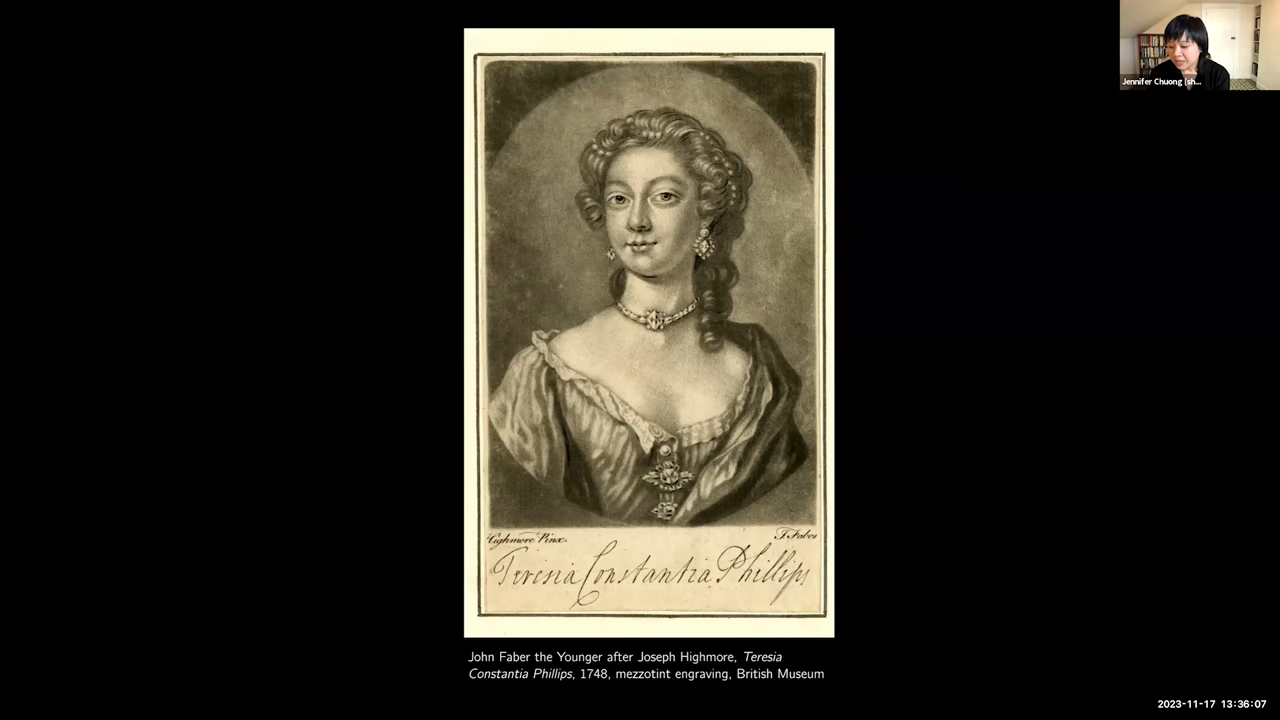 Jennifer Chuong (sh...
Highmore Pinx.
J. Faber
Teresia Constantia Phillips
John Faber the Younger after Joseph Highmore, Teresia
Constantia Phillips, 1748, mezzotint engraving, British Museum
2023-11-17 13:36:07